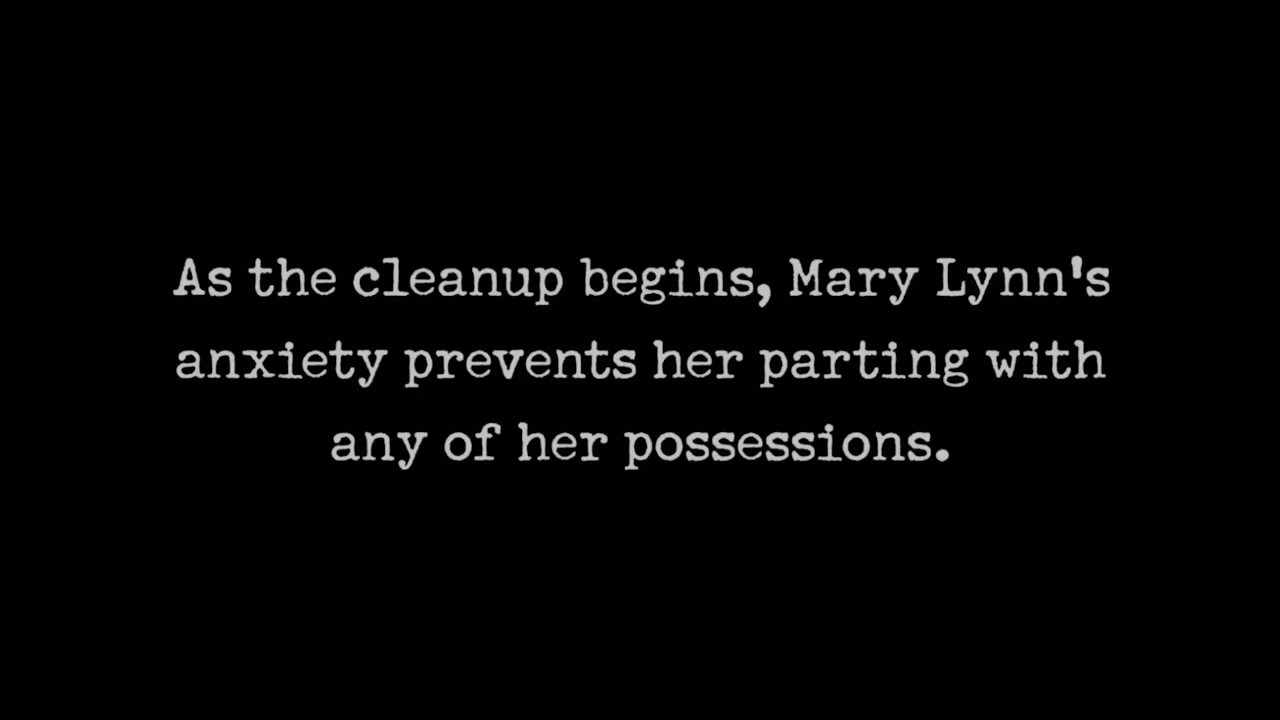 As the cleanup begins, Mary Lynn's
anxiety prevents her parting with
any of her possessions.